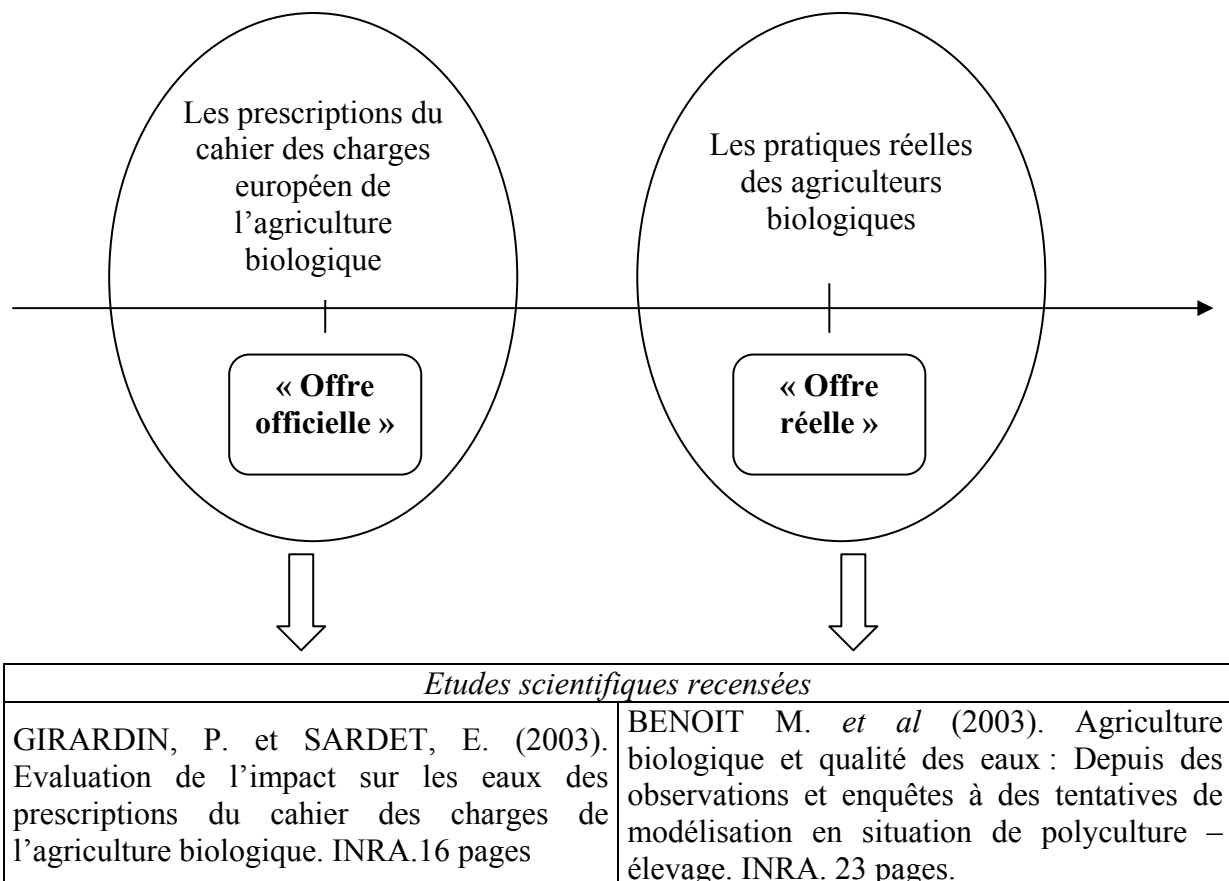 Les prescriptions du
cahier des charges
européen de
l’agriculture
biologique
Les pratiques réelles
des agriculteurs
biologiques
« Offre
officielle »
« Offre
réelle »
Etudes scientifiques recensées
GIRARDIN, P. et SARDET, E. (2003).
Evaluation de l’impact sur les eaux des
prescriptions du cahier des charges de
l’agriculture biologique. INRA.16 pages
BENOIT M. et al (2003). Agriculture
biologique et qualité des eaux : Depuis des
observations et enquêtes à des tentatives de
modélisation en situation de polyculture –
élevage. INRA. 23 pages.